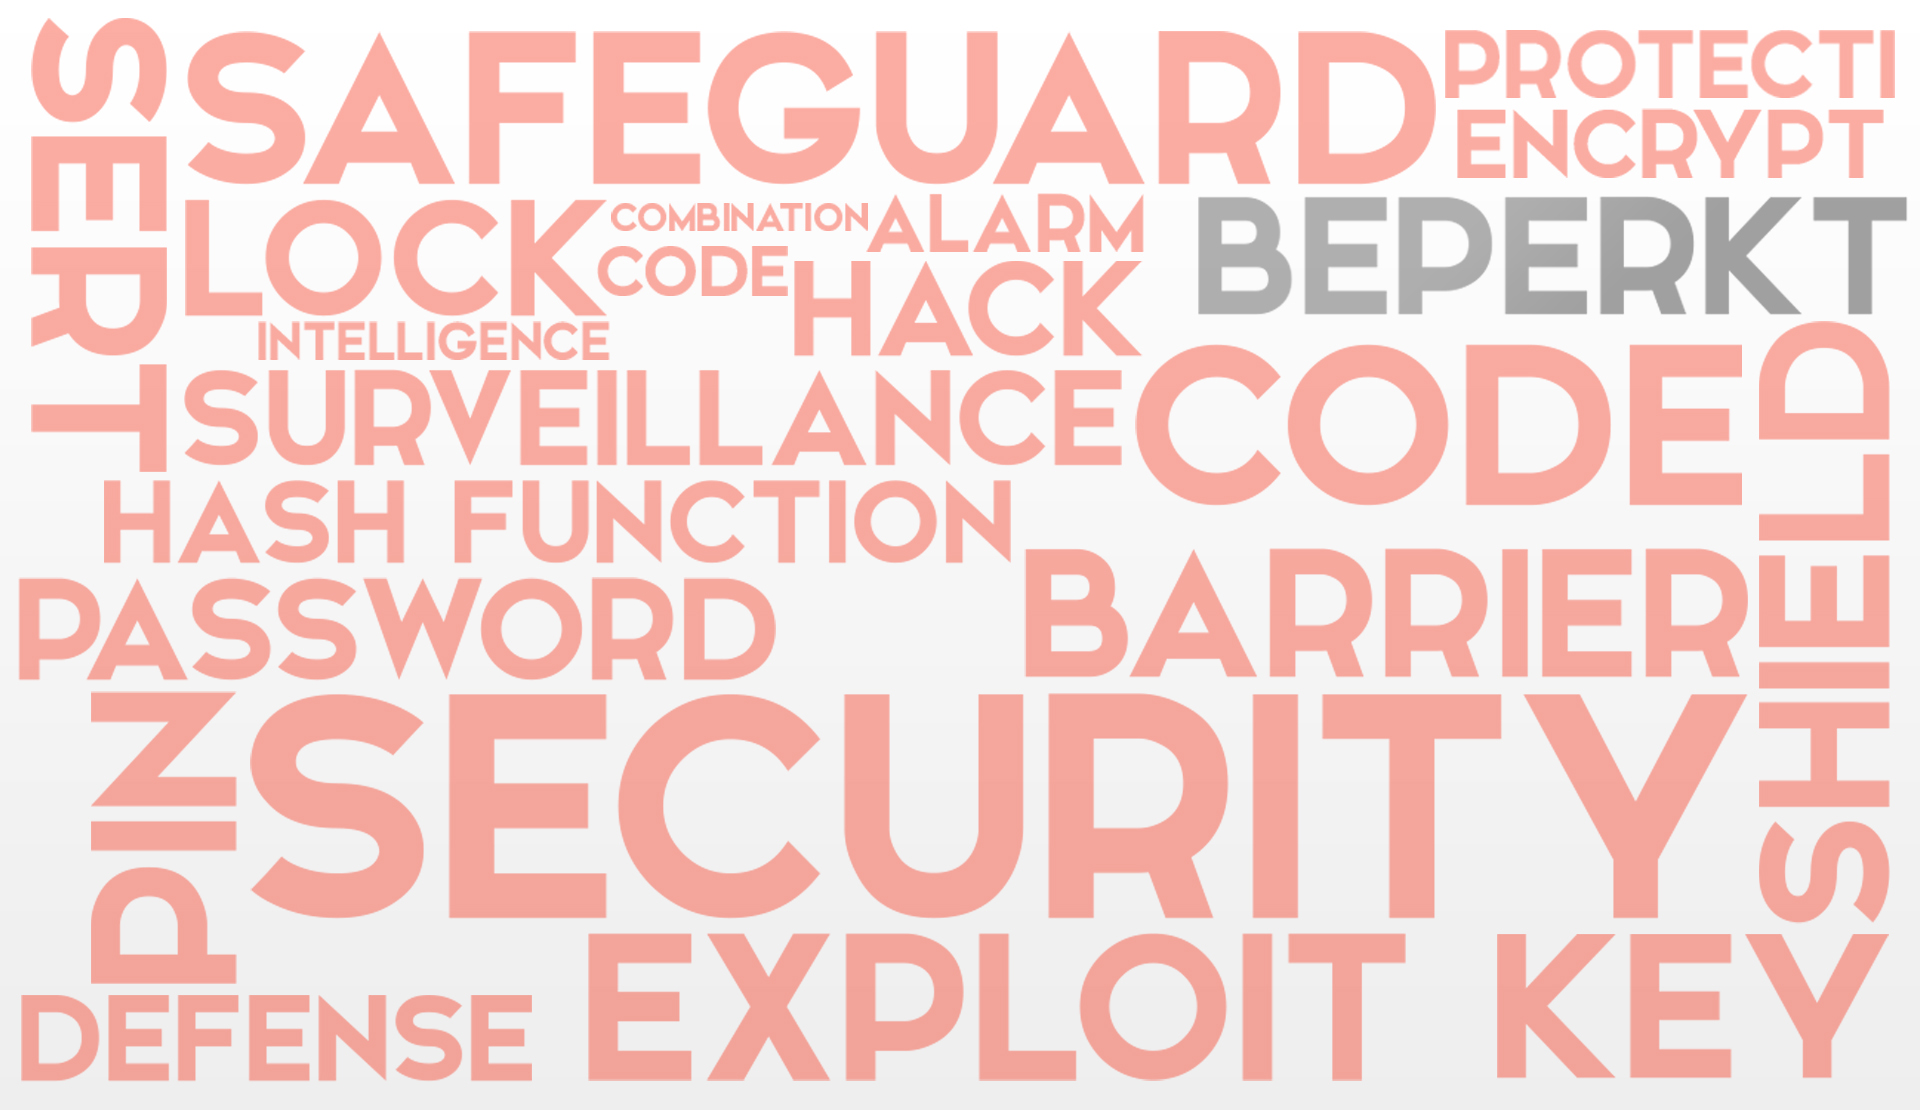 SERT
SAFEGUARD
PROTECTI
ENCRYPT
LOCK
COMBINATION
ALARM
BEPERKT
CODE
HACK
INTELLIGENCE
SURVEILLANCE
CODE
SHIELD
HASH FUNCTION
BARRIER
PASSWORD
PIN
SECURITY
DEFENSE
EXPLOIT
KEY